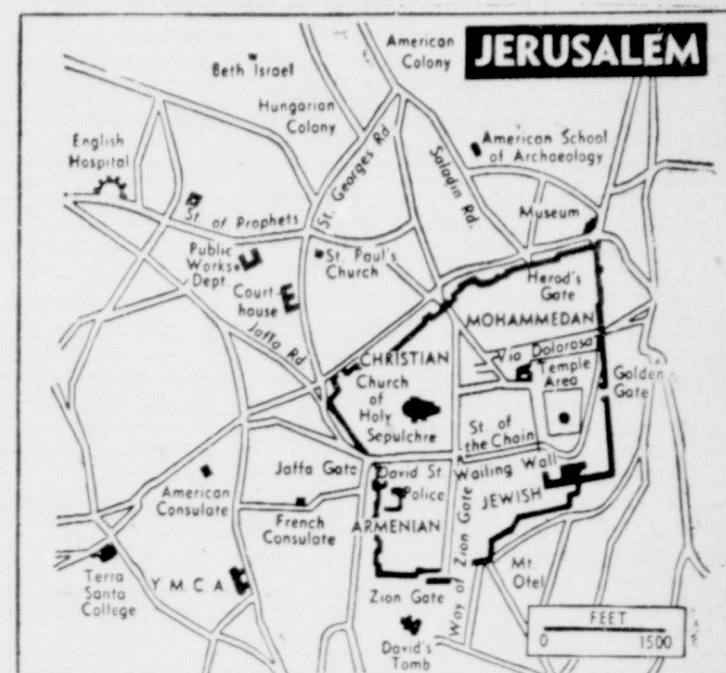 JERUSALEM
American
Colony
Beth Israel
Hungarian
Colony
English
Hospital
St. Georges Rd.
Saladin Rd.
American School
of Archaeology
St. of Prophets
Museum
Public
Works
Dept.
St. Paul's
Church
Court-
house
Herod's
Gate
MOHAMMEDAN
Jaffa Rd
CHRISTIAN
Via Dolorosa
Church
of
Holy
Sepulchre
Temple
Area
Golden
Gate
St. of
the Chain
Jaffa Gate
David St.
Wailing Wall
American
Consulate
Police
JEWISH
French
Consulate
ARMENIAN
Way of Zion Gate
Terra
Santa
College
Y. M. C. A.
Mt.
Ofel
Zion Gate
David's
Tomb
FEET
0 1500